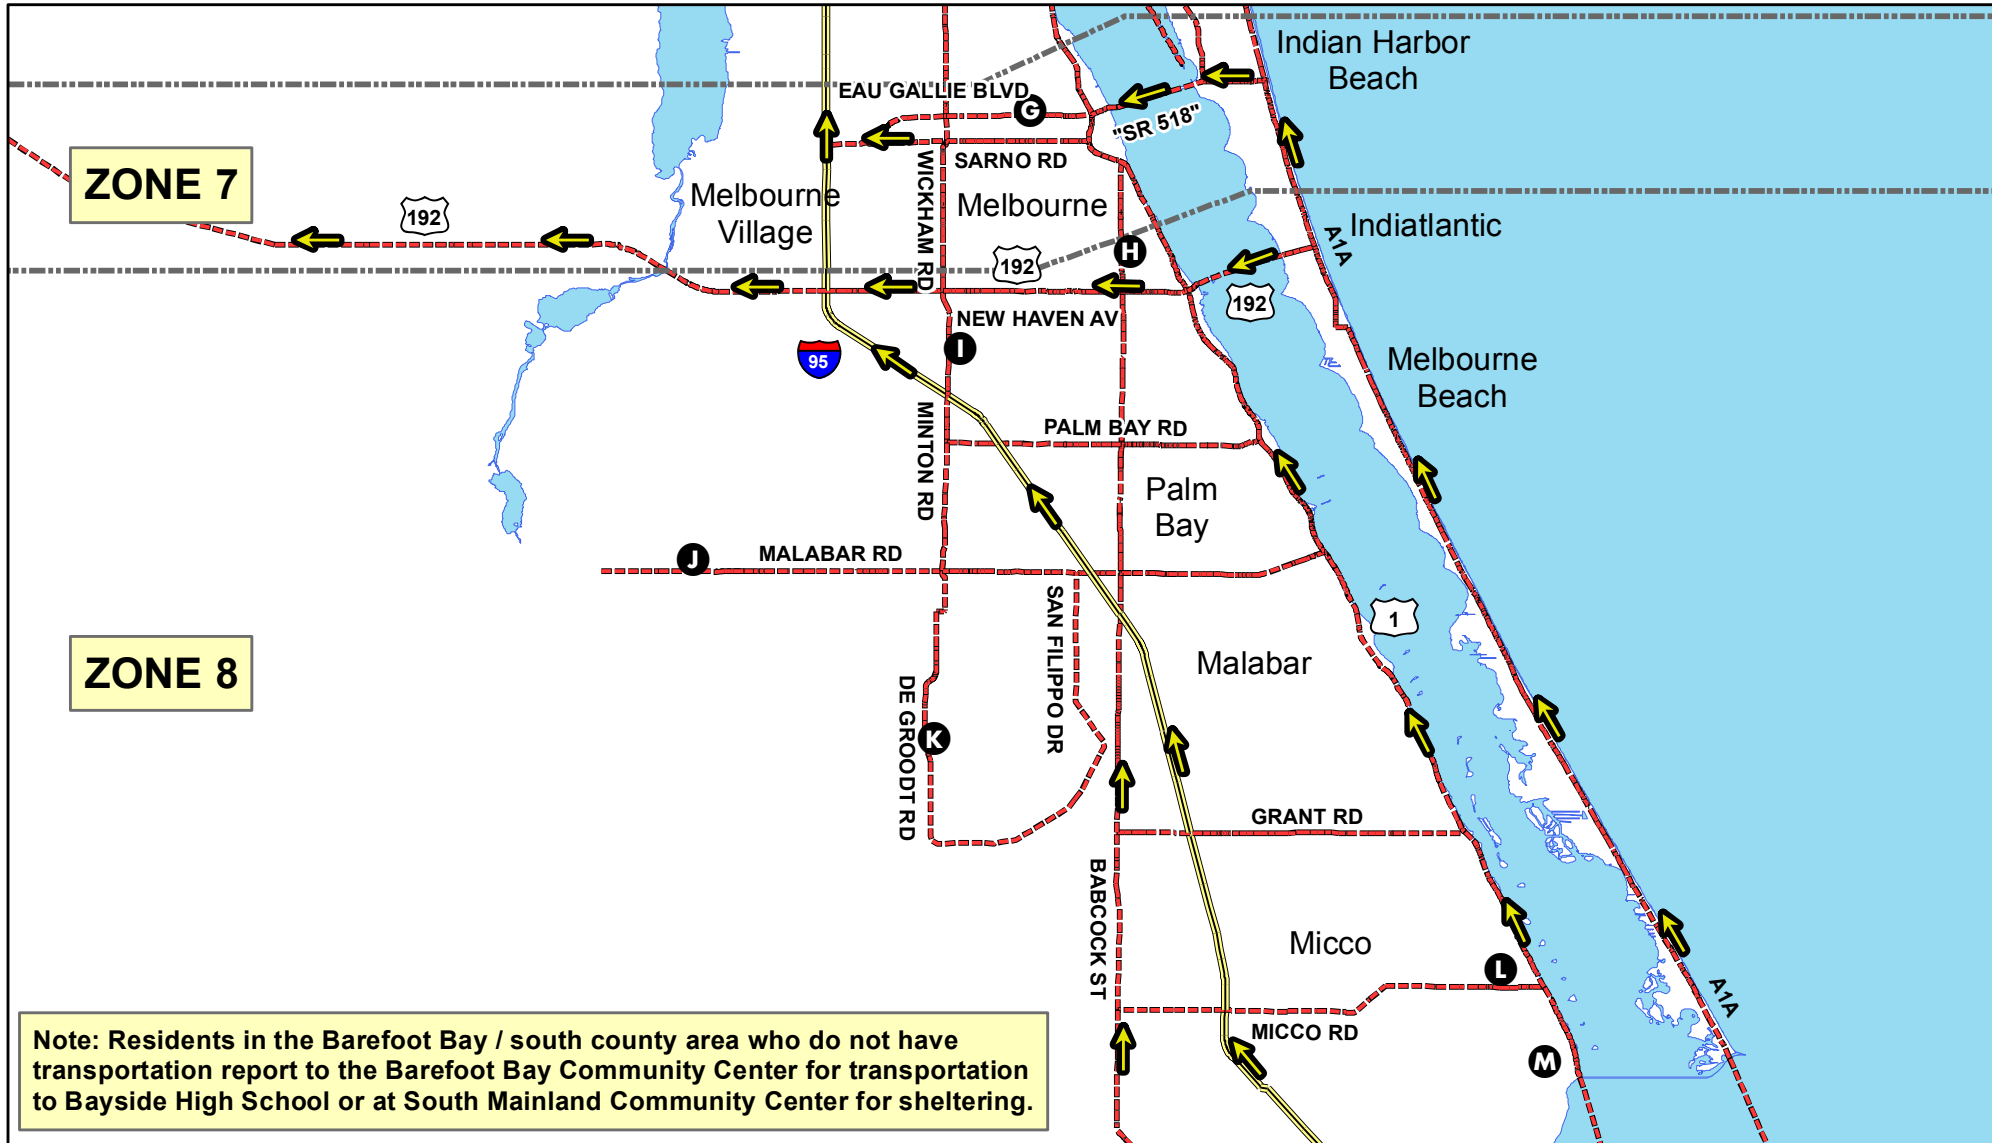 Indian Harbor
Beach
EAU GALLIE BLVD
G
"SR 518"
ZONE 7
WICKHAM RD
SARNO RD
Melbourne
Village
Melbourne
192
Indiatlantic
A1A
H
192
192
NEW HAVEN AV
I
95
Melbourne
Beach
MINTON RD
PALM BAY RD
Palm
Bay
J
MALABAR RD
SAN FILIPPO DR
1
ZONE 8
Malabar
DE GROODT RD
K
GRANT RD
BABCOCK ST
Micco
L
A1A
MICCO RD
M
Note: Residents in the Barefoot Bay / south county area who do not have
transportation report to the Barefoot Bay Community Center for transportation
to Bayside High School or at South Mainland Community Center for sheltering.